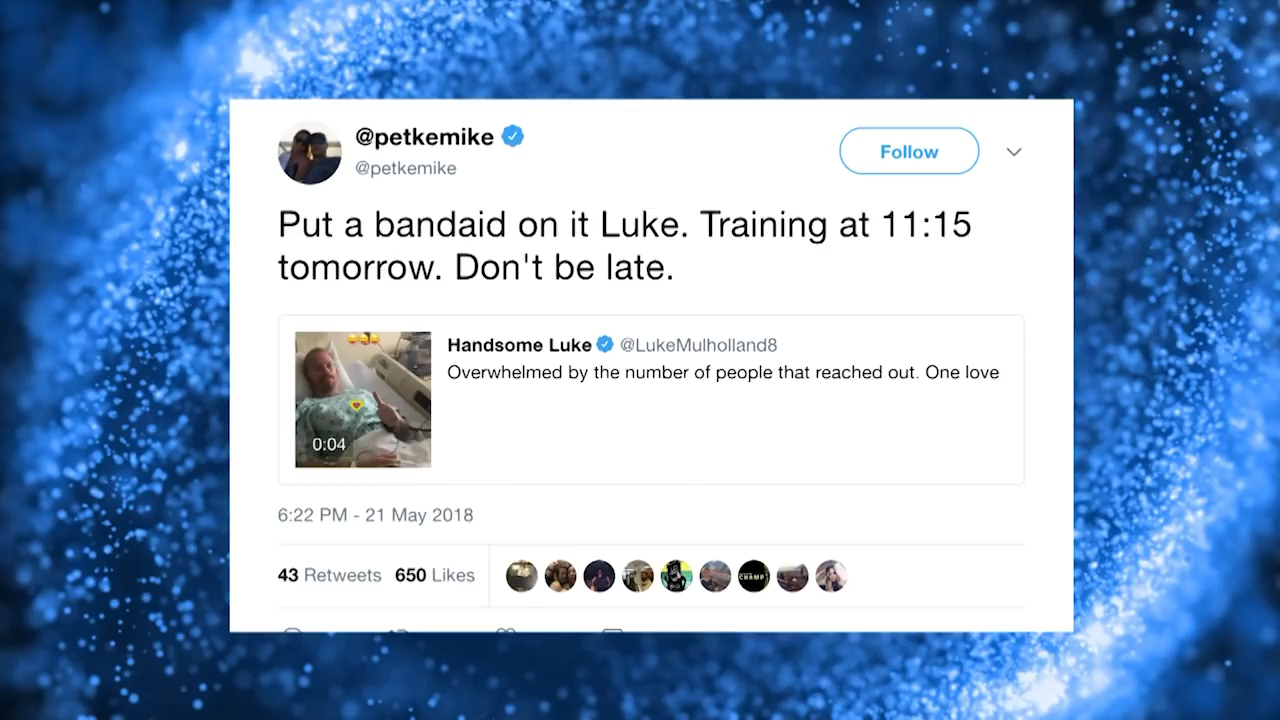 @petkemike
@petkemike
Follow
Put a bandaid on it Luke. Training at 11:15
tomorrow. Don't be late.
Handsome Luke @LukeMulholland8
Overwhelmed by the number of people that reached out. One love
0:04
6:22 PM - 21 May 2018
43 Retweets 650 Likes
CHAMP